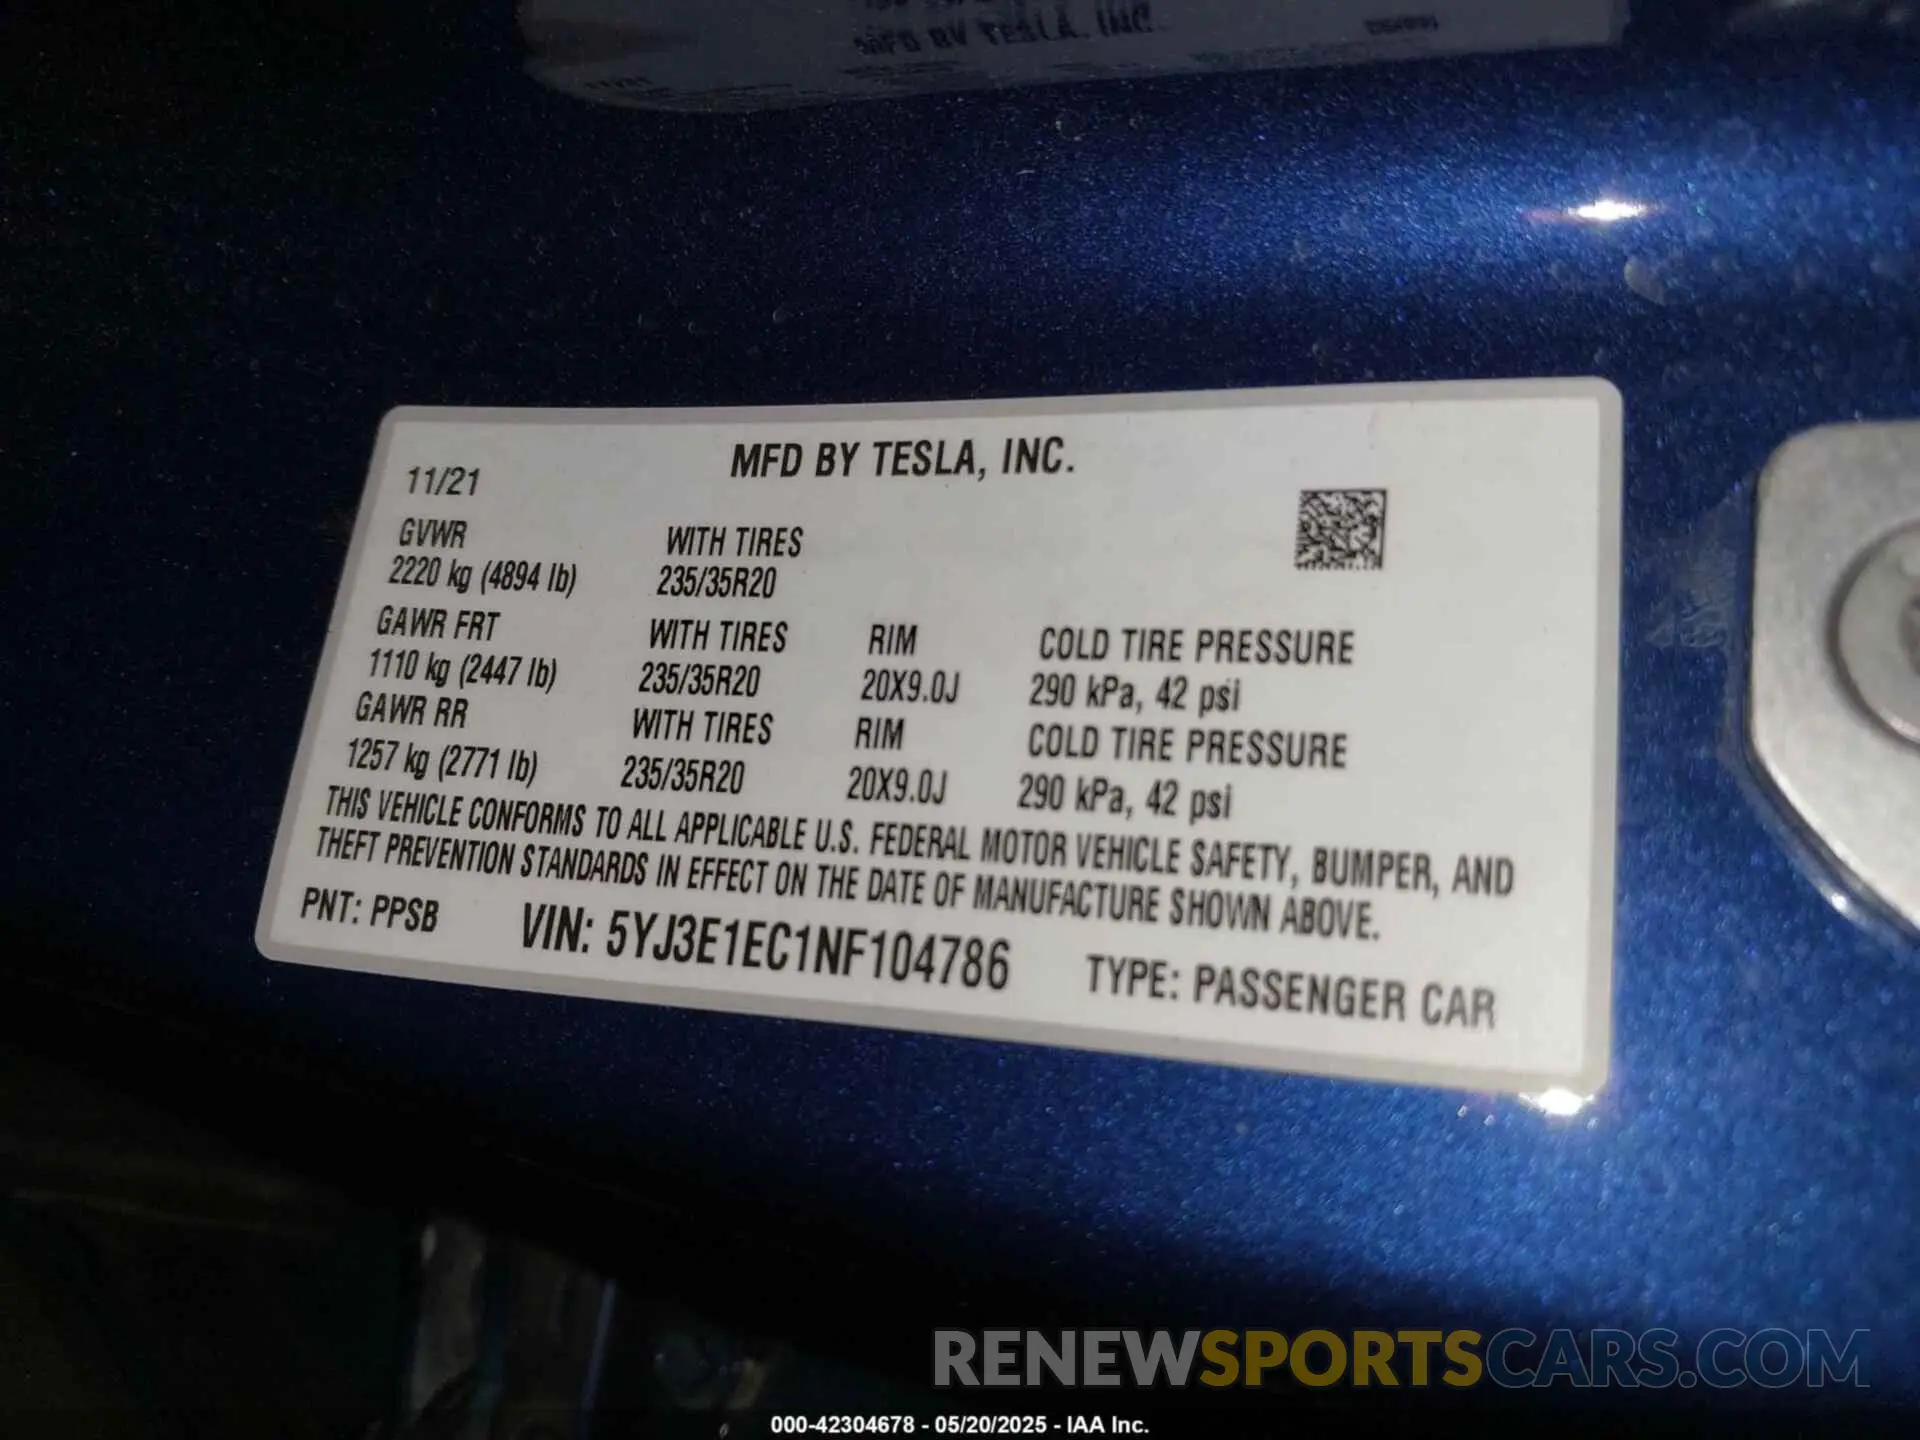 MFD BY TESLA, INC.
MFD BY TESLA, INC.
11/21
GVWR WITH TIRES
2220 kg (4894 lb) 235/35R20
GAWR FRT WITH TIRES RIM COLD TIRE PRESSURE
1110 kg (2447 lb) 235/35R20 20X9.0J 290 kPa, 42 psi
GAWR RR WITH TIRES RIM COLD TIRE PRESSURE
1257 kg (2771 lb) 235/35R20 20X9.0J 290 kPa, 42 psi
THIS VEHICLE CONFORMS TO ALL APPLICABLE U.S. FEDERAL MOTOR VEHICLE SAFETY, BUMPER, AND
THEFT PREVENTION STANDARDS IN EFFECT ON THE DATE OF MANUFACTURE SHOWN ABOVE.
PNT: PPSB VIN: 5YJ3E1EC1NF104786 TYPE: PASSENGER CAR
RENEWSPORTSCARS.COM
000-42304678 - 05/20/2025 - IAA Inc.